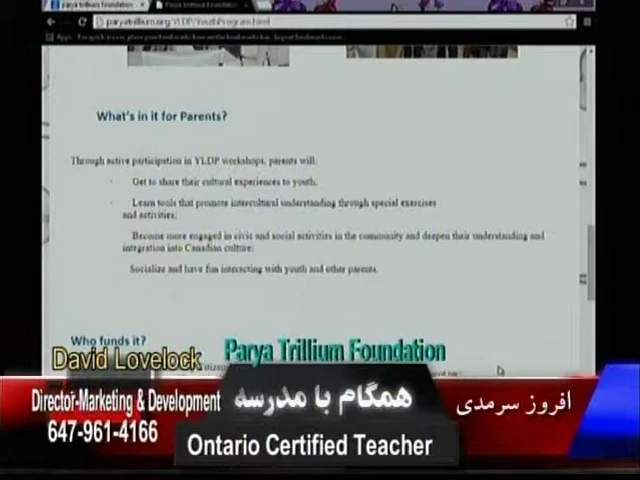 parya trillium foundation
paryatrillium.org/YLDP/YouthProgram.html
What's in it for Parents?
Through active participation in YLDP workshops, parents will:
Get to share their cultural experiences to youth;
Learn tools that promote intercultural understanding through special exercises
and activities;
Become more engaged in civic and social activities in the community and deepen their understanding and
integration into Canadian culture;
Socialize and have fun interacting with youth and other parents.
Who funds it?
David Lovelock
Parya Trillium Foundation
Director-Marketing & Development
647-961-4166
همگام با مدرسه
افروز سرمدی
Ontario Certified Teacher